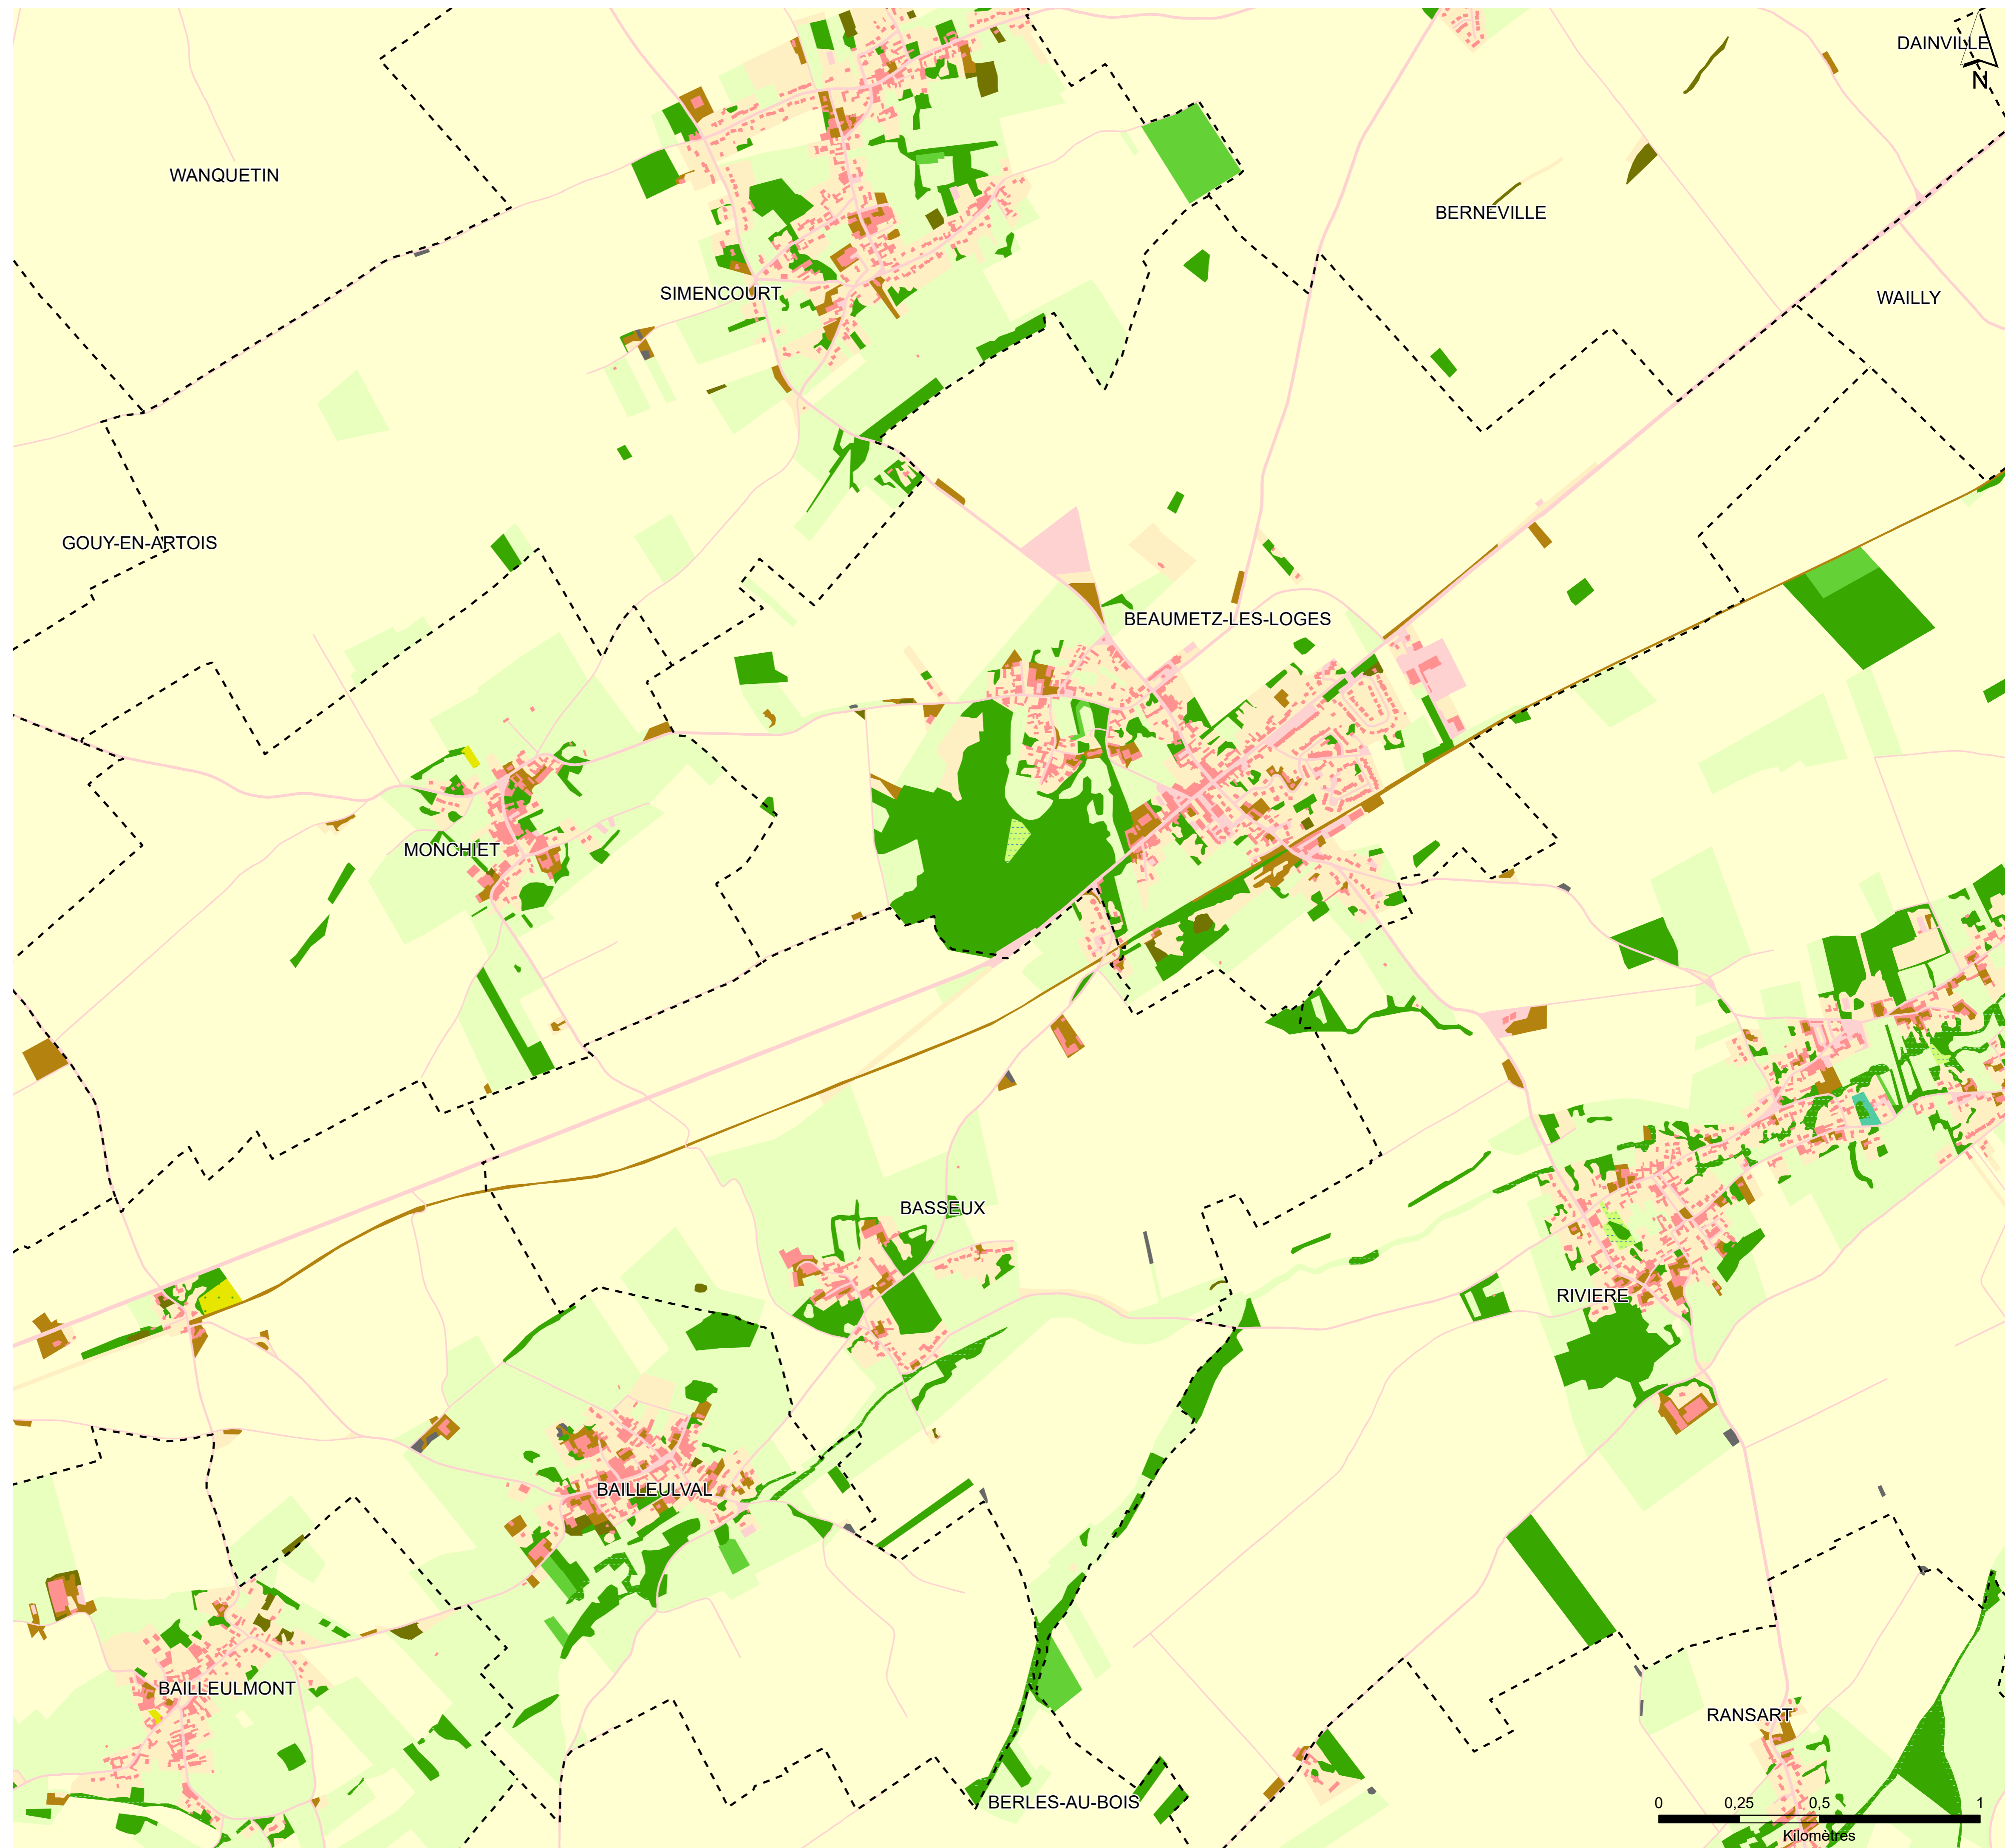 DAINVILLE
N
WANQUETIN
BERNEVILLE
SIMENCOURT
WAILLY
GOUY-EN-ARTOIS
BEAUMETZ-LES-LOGES
MONCHIET
BASSEUX
RIVIERE
BAILLEULVAL
BAILLEULMONT
RANSART
BERLES-AU-BOIS
0 0,25 0,5 1
Kilomètres